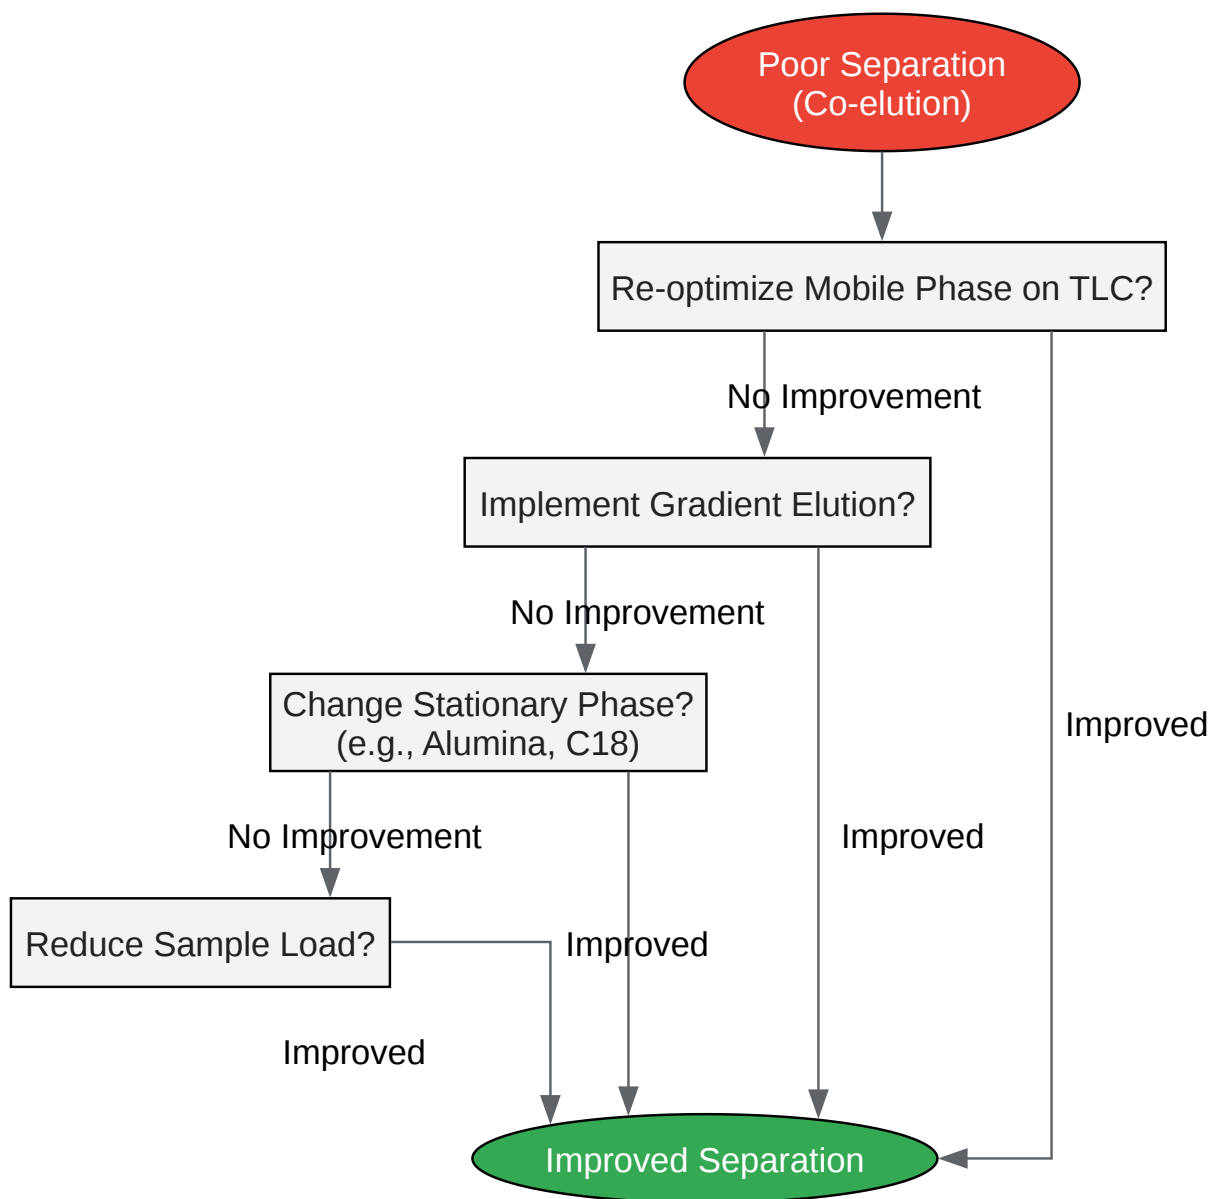 Poor Separation
(Co-elution)
Re-optimize Mobile Phase on TLC?
No Improvement
Implement Gradient Elution?
No Improvement
Change Stationary Phase?
(e.g., Alumina, C18)
Improved
No Improvement
Improved
Reduce Sample Load?
Improved
Improved
Improved Separation